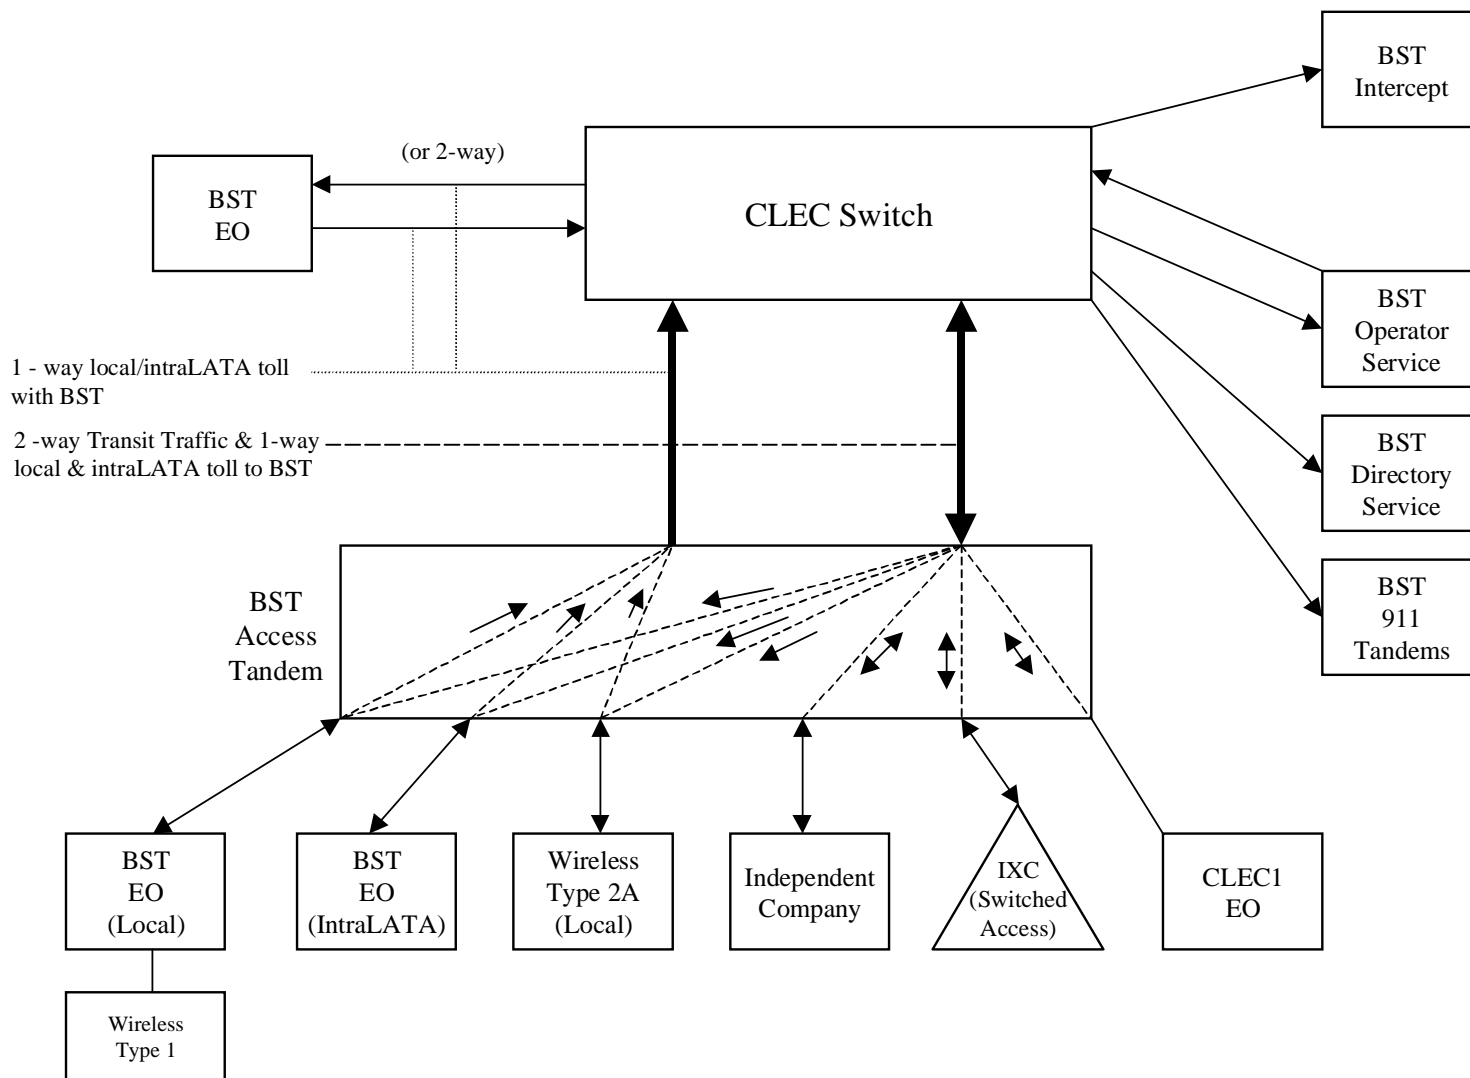 BST
Intercept
(or 2-way)
BST
EO
CLEC Switch
BST
Operator
Service
1 - way local/intraLATA toll
with BST
2 -way Transit Traffic & 1-way
local & intraLATA toll to BST
BST
Directory
Service
BST
911
Tandems
BST
Access
Tandem
BST
EO
(Local)
BST
EO
(IntraLATA)
Wireless
Type 2A
(Local)
Independent
Company
IXC
(Switched
Access)
CLEC1
EO
Wireless
Type 1